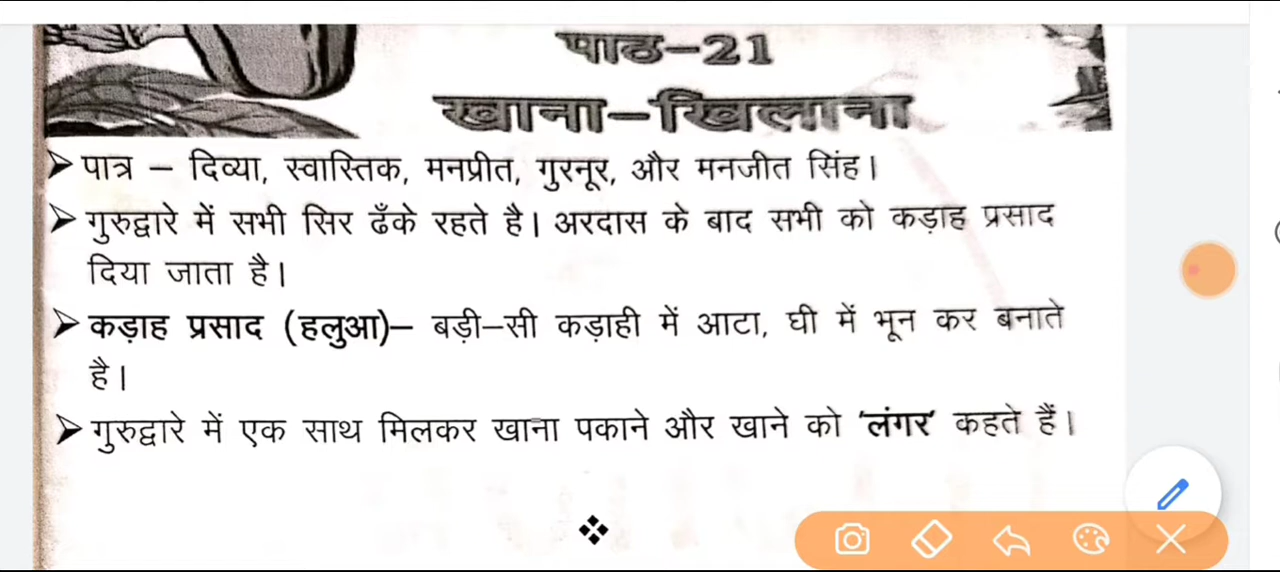 पाठ–21
खाना–खिलाना
➢ पात्र – दिव्या, स्वास्तिक, मनप्रीत, गुरनूर, और मनजीत सिंह।
➢ गुरुद्वारे में सभी सिर ढँके रहते है। अरदास के बाद सभी को कड़ाह प्रसाद
दिया जाता है।
➢ कड़ाह प्रसाद (हलुआ)– बड़ी–सी कड़ाही में आटा, घी में भून कर बनाते
है।
➢ गुरुद्वारे में एक साथ मिलकर खाना पकाने और खाने को 'लंगर' कहते हैं।